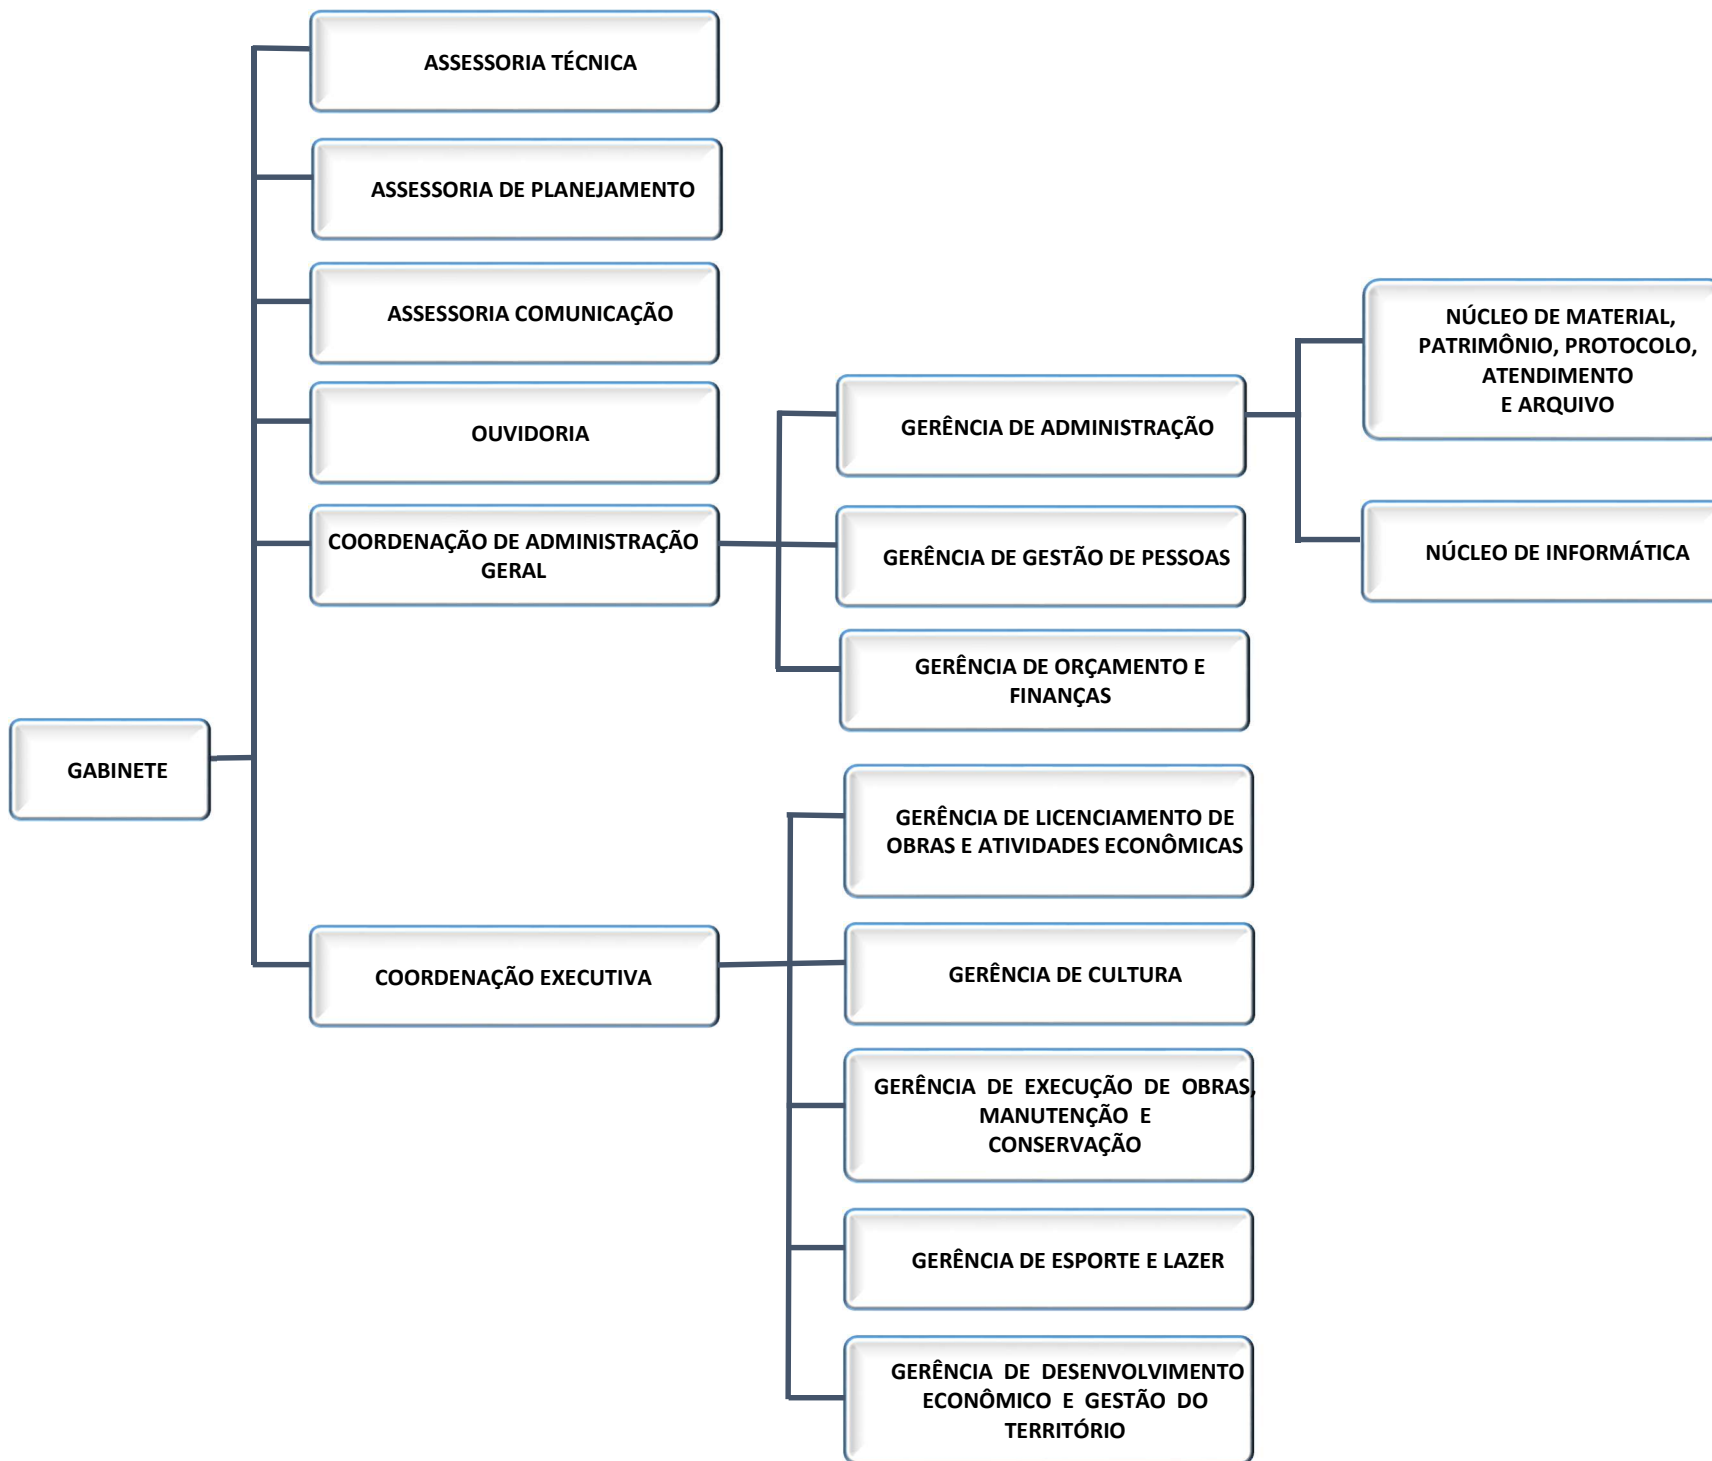 ASSESSORIA TÉCNICA
ASSESSORIA DE PLANEJAMENTO
ASSESSORIA COMUNICAÇÃO
OUVIDORIA
COORDENAÇÃO DE ADMINISTRAÇÃO
GERAL
GERÊNCIA DE ADMINISTRAÇÃO
NÚCLEO DE MATERIAL,
PATRIMÔNIO, PROTOCOLO,
ATENDIMENTO
E ARQUIVO
NÚCLEO DE INFORMÁTICA
GERÊNCIA DE GESTÃO DE PESSOAS
GERÊNCIA DE ORÇAMENTO E
FINANÇAS
GABINETE
COORDENAÇÃO EXECUTIVA
GERÊNCIA DE LICENCIAMENTO DE
OBRAS E ATIVIDADES ECONÔMICAS
GERÊNCIA DE CULTURA
GERÊNCIA DE EXECUÇÃO DE OBRAS,
MANUTENÇÃO E
CONSERVAÇÃO
GERÊNCIA DE ESPORTE E LAZER
GERÊNCIA DE DESENVOLVIMENTO
ECONÔMICO E GESTÃO DO
TERRITÓRIO